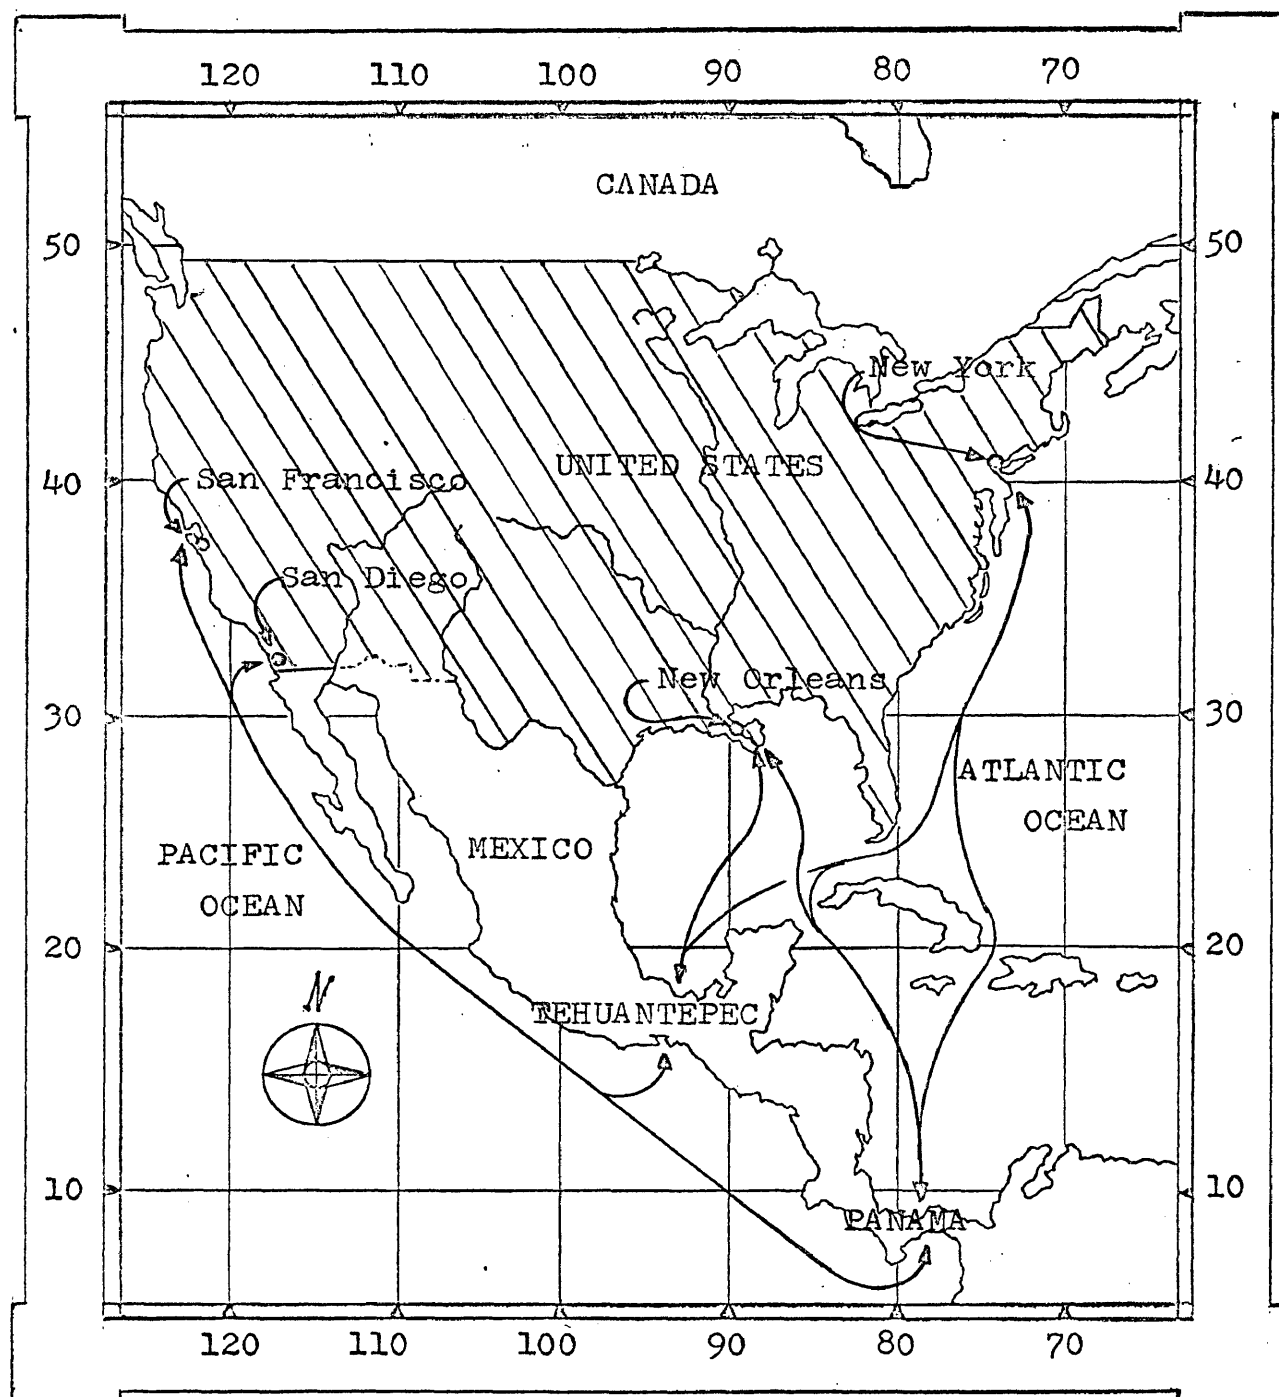 120 110 100 90 80 70
CANADA
50 50
New York
UNITED STATES
40 40
San Francisco
San Diego
New Orleans
30 30
ATLANTIC
OCEAN
MEXICO
PACIFIC
OCEAN
20 20
N
TEHUANTEPEC
10 10
PANAMA
120 110 100 90 80 70